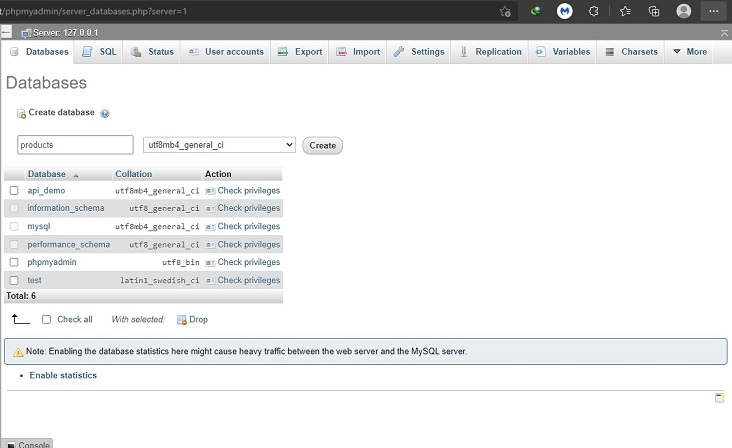 /phpmyadmin/server_databases.php?server=1
Server: 127.0.0.1
Databases SQL Status User accounts Export Import Settings Replication Variables Charsets More
Databases
Create database
products utf8mb4_general_ci Create
Database Collation Action
api_demo utf8mb4_general_ci Check privileges
information_schema utf8_general_ci Check privileges
mysql utf8mb4_general_ci Check privileges
performance_schema utf8_general_ci Check privileges
phpmyadmin utf8_bin Check privileges
test latin1_swedish_ci Check privileges
Total: 6
Check all With selected: Drop
Note: Enabling the database statistics here might cause heavy traffic between the web server and the MySQL server.
• Enable statistics
Console